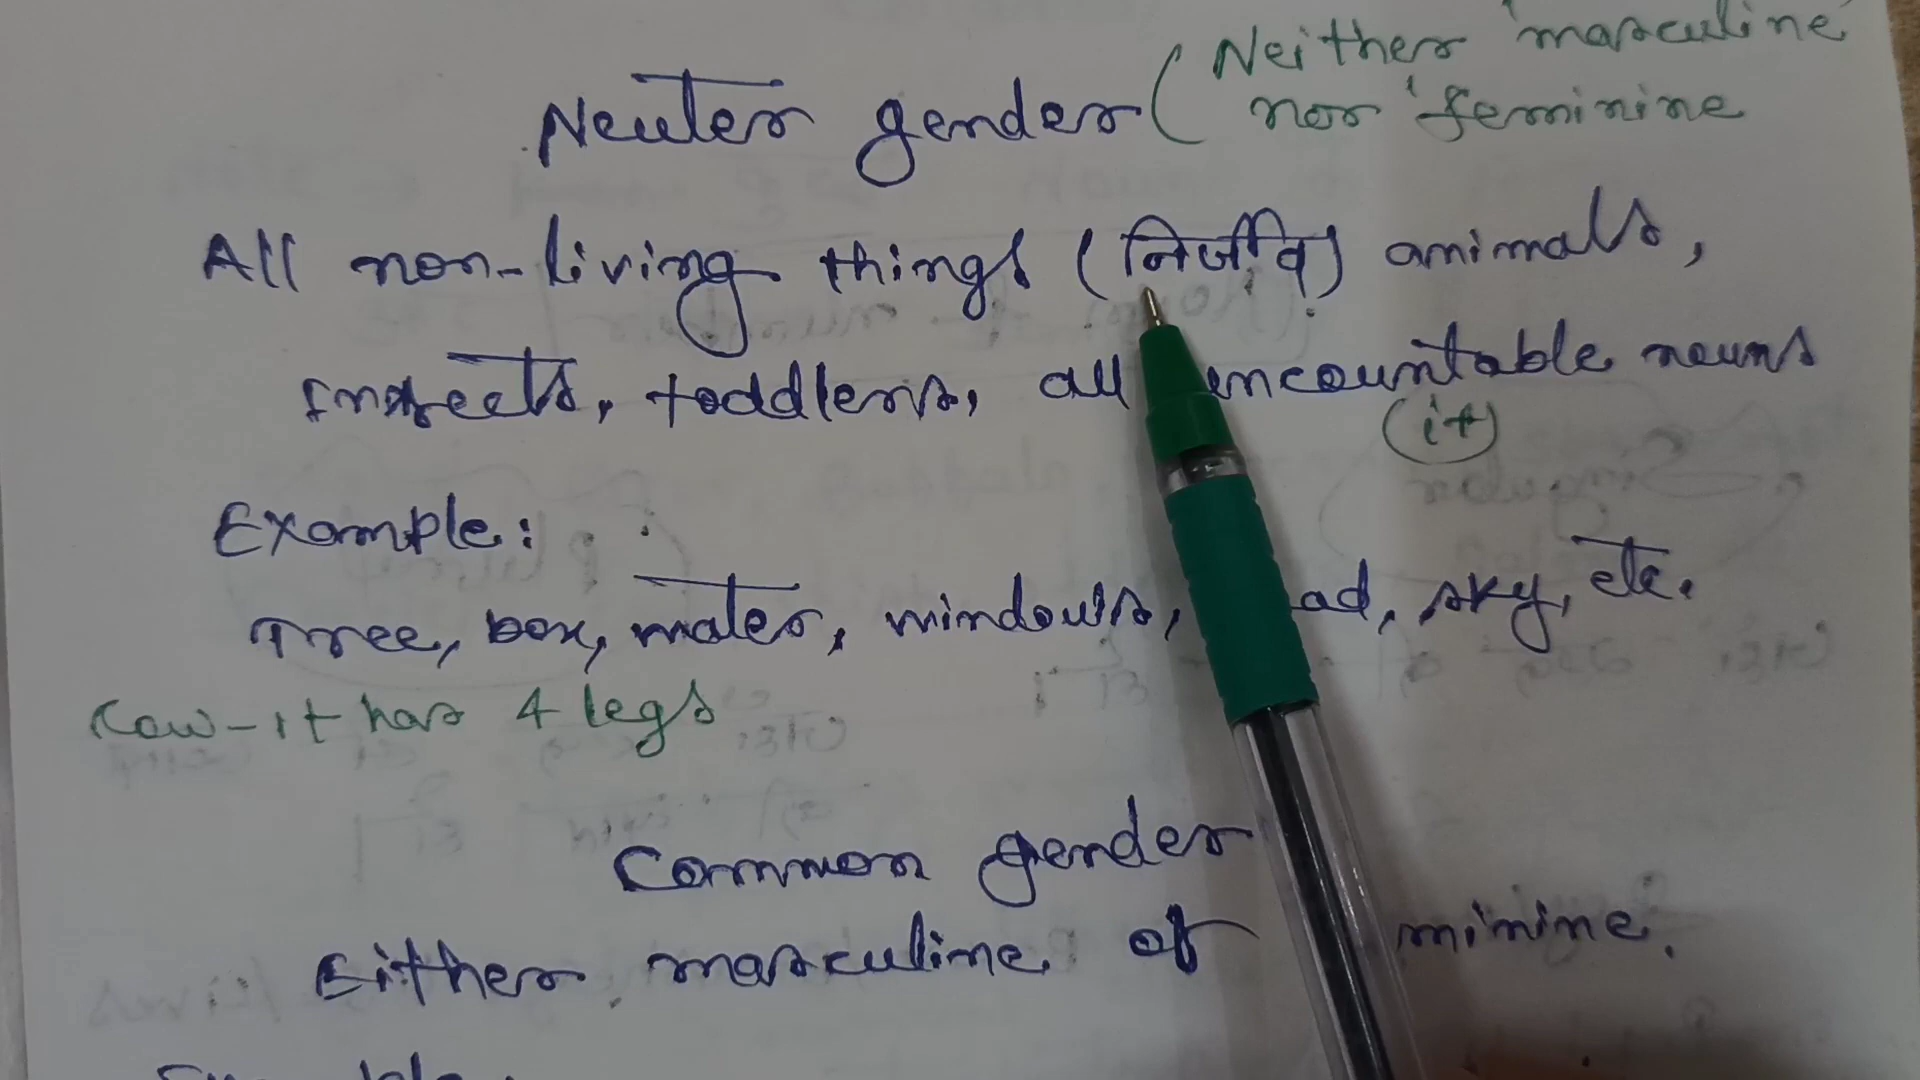 Neuter gender (Neither masculine
nor feminine
All non-living things (निर्जीव) animals,
Insects, toddlers, all uncountable nouns
(it)
Example:
Tree, box, water, windows, ad, sky, etc.
Cow-it has 4 legs
Common gender
Either masculine or minine.